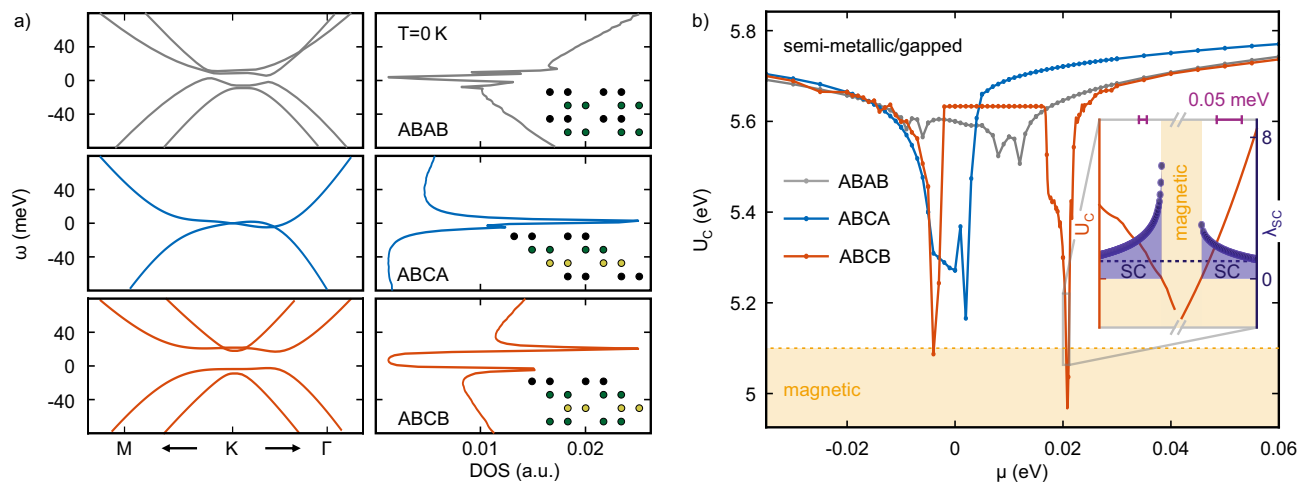 a)
ω (meV)
40
0
-40
T=0 K
ABAB
40
0
-40
ABCA
40
0
-40
ABCB
M
K
Γ
0.01
0.02
DOS (a.u.)
b)
U_C (eV)
5.8
5.6
5.4
5.2
5
semi-metallic/gapped
ABAB
ABCA
ABCB
magnetic
-0.02
0
0.02
0.04
0.06
μ (eV)
0.05 meV
U_C
magnetic
SC
SC
8
0
λ_SC